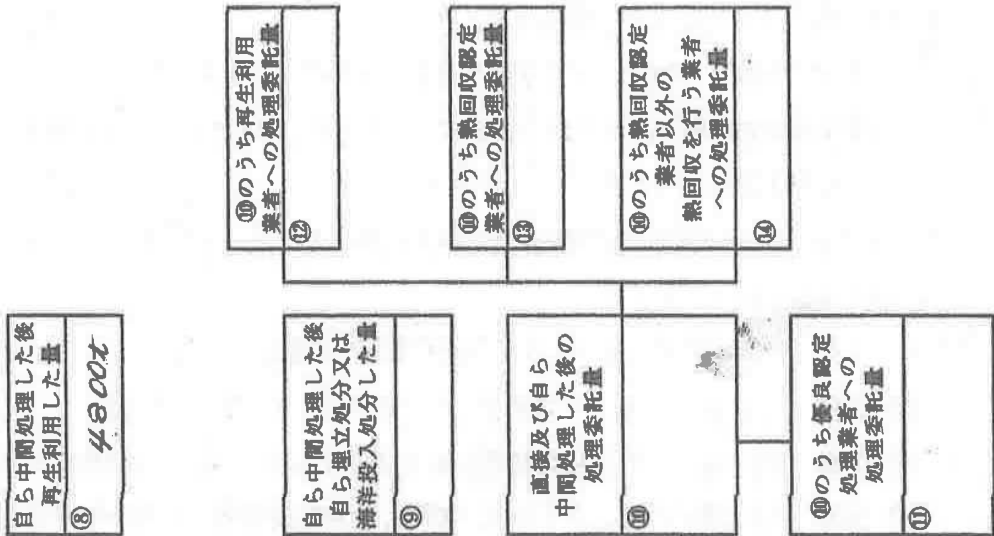 自ら中間処理した後
再生利用した量
⑧
4800t
自ら中間処理した後
自ら埋立処分又は
海洋投入処分した量
⑨
直接及び自ら
中間処理した後の
処理委託量
⑩
⑩のうち優良認定
処理業者への
処理委託量
⑪
⑩のうち再生利用
業者への処理委託量
⑫
⑩のうち熱回収認定
業者への処理委託量
⑬
⑩のうち熱回収認定
業者以外の
熱回収を行う業者
への処理委託量
⑭